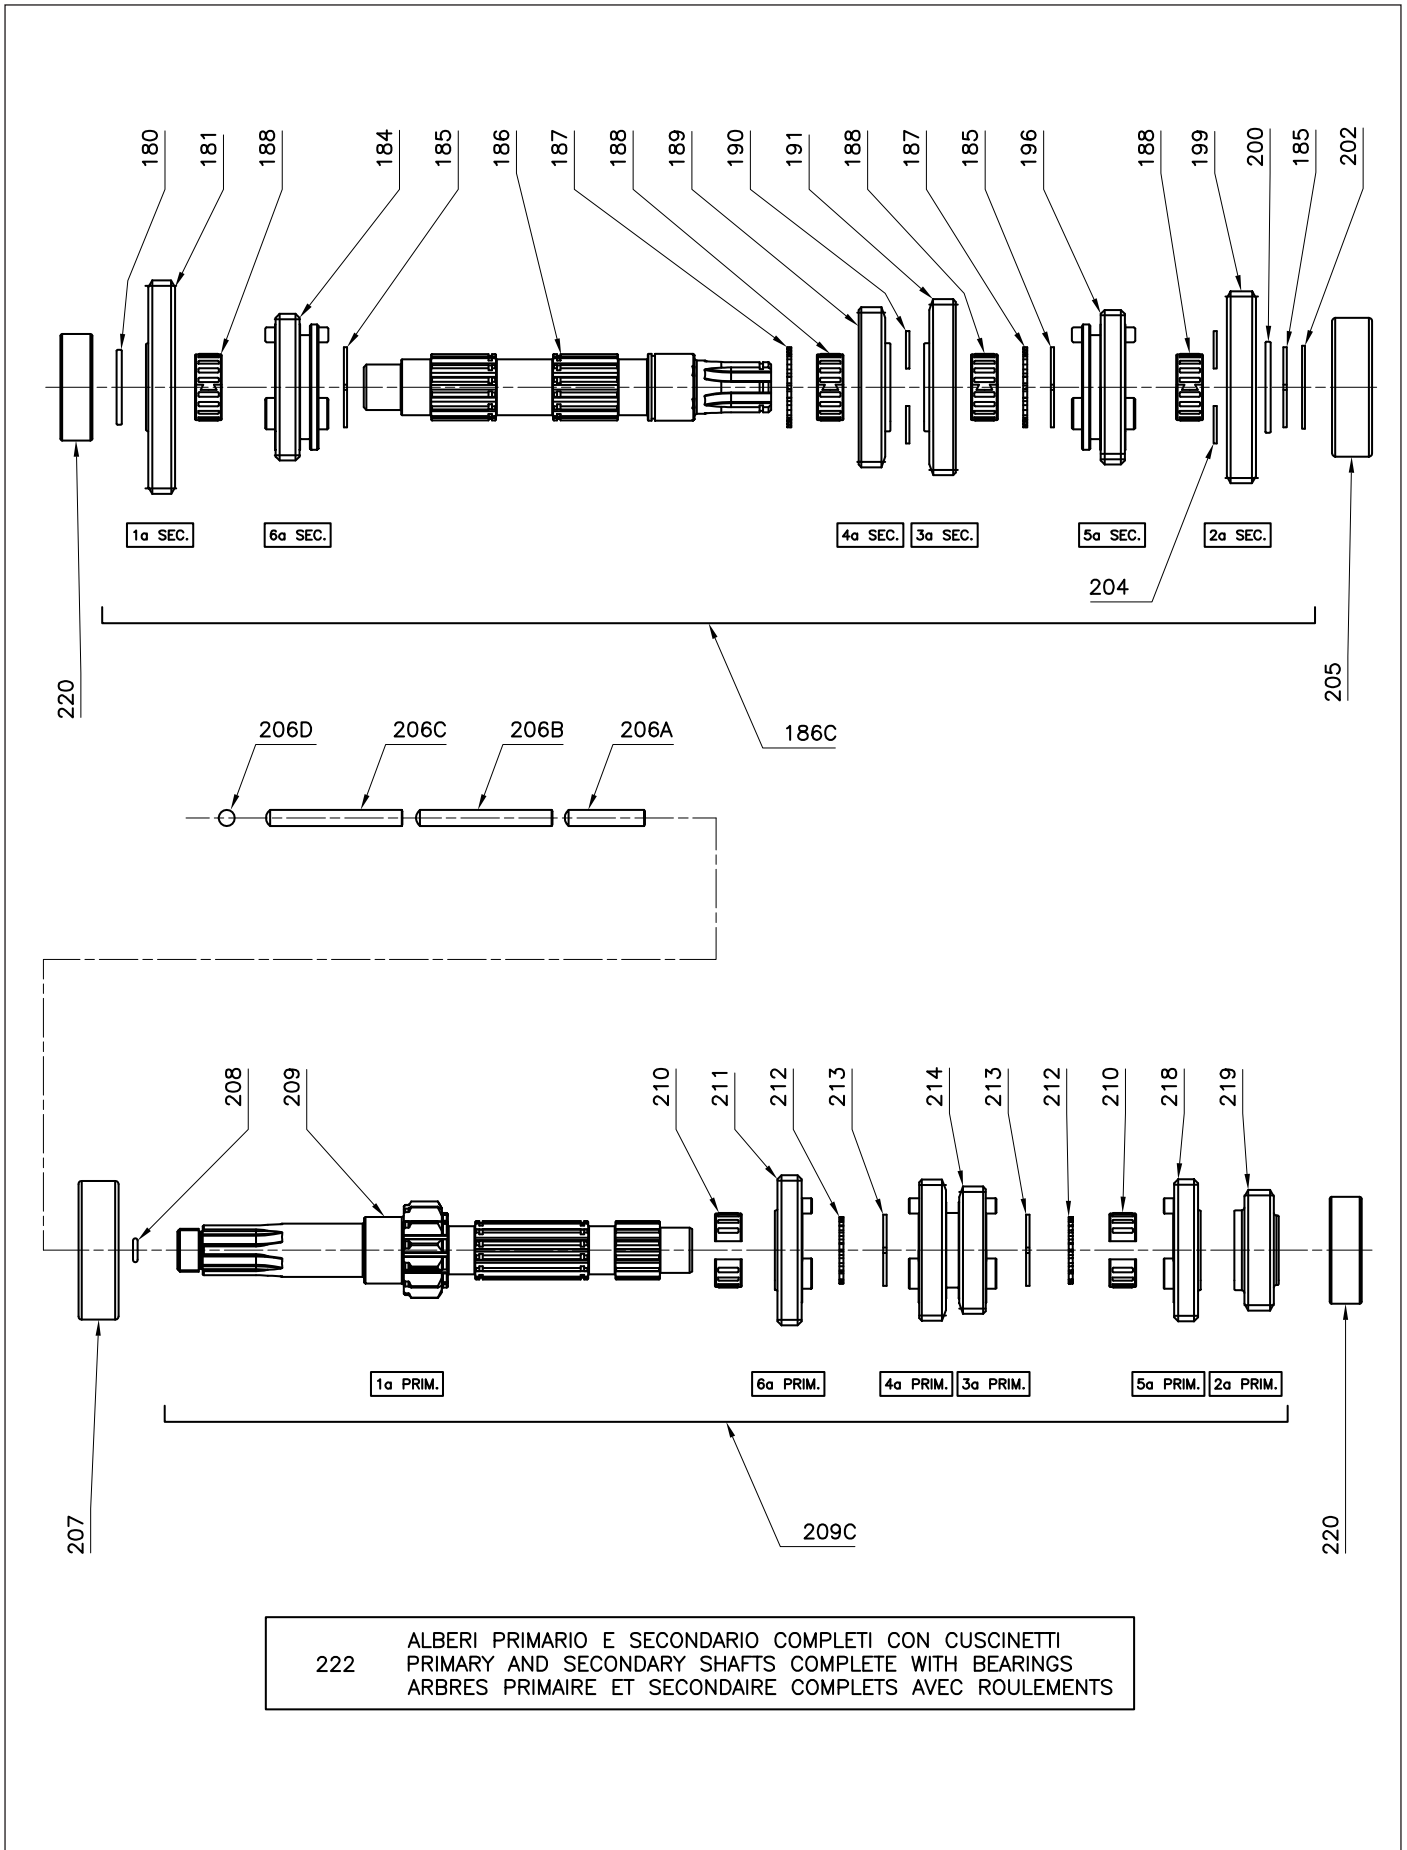 180 181 188 184 185 186 187 188 189 190 191 188 187 185 196 188 199 200 185 202
1a SEC. 6a SEC. 4a SEC. 3a SEC. 5a SEC. 2a SEC.
204
220 205
206D 206C 206B 206A 186C
208 209 210 211 212 213 214 213 212 210 218 219
1a PRIM. 6a PRIM. 4a PRIM. 3a PRIM. 5a PRIM. 2a PRIM.
207 209C 220
ALBERI PRIMARIO E SECONDARIO COMPLETI CON CUSCINETTI
222 PRIMARY AND SECONDARY SHAFTS COMPLETE WITH BEARINGS
ARBRES PRIMAIRE ET SECONDAIRE COMPLETS AVEC ROULEMENTS